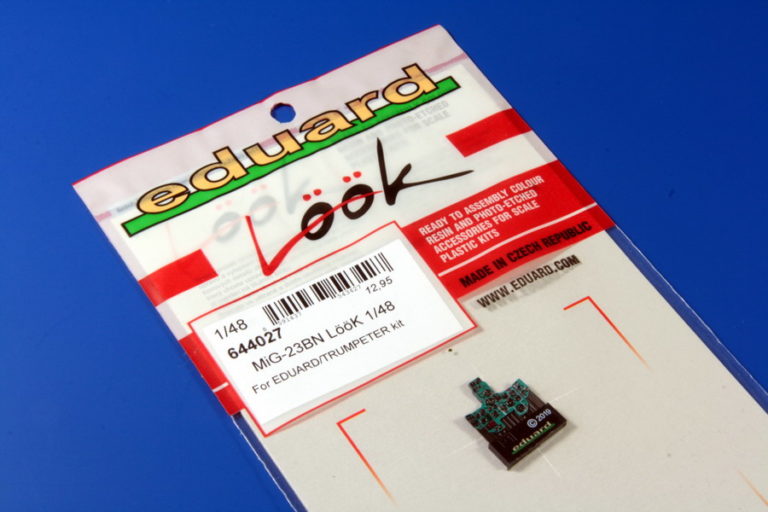 eduard
Löök
READY TO ASSEMBLY COLOUR
RESIN AND PHOTO-ETCHED
ACCESSORIES FOR SCALE
PLASTIC KITS
MADE IN CZECH REPUBLIC
WWW.EDUARD.COM
1/48
12,95
644027
MiG-23BN LööK 1/48
For EDUARD/TRUMPETER kit
© 2019
eduard